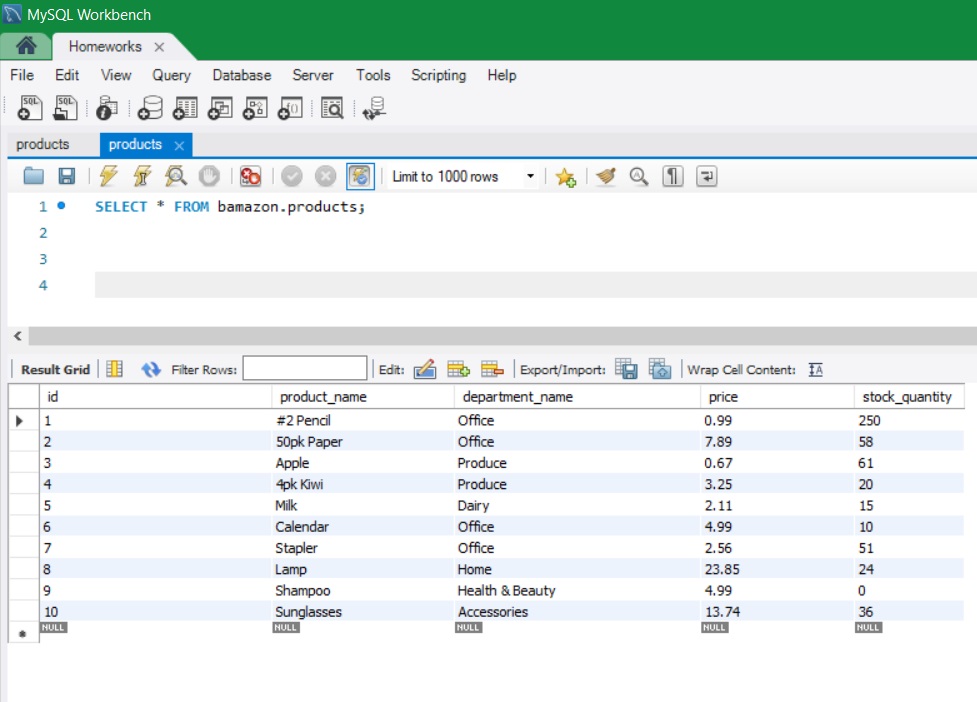 MySQL Workbench
Homeworks
File Edit View Query Database Server Tools Scripting Help
SQL SQL
products products
Limit to 1000 rows
1 SELECT * FROM bamazon.products;
2
3
4
Result Grid Filter Rows: Edit: Export/Import: Wrap Cell Content: IA
id product_name department_name price stock_quantity
1 #2 Pencil Office 0.99 250
2 50pk Paper Office 7.89 58
3 Apple Produce 0.67 61
4 4pk Kiwi Produce 3.25 20
5 Milk Dairy 2.11 15
6 Calendar Office 4.99 10
7 Stapler Office 2.56 51
8 Lamp Home 23.85 24
9 Shampoo Health & Beauty 4.99 0
10 Sunglasses Accessories 13.74 36
NULL NULL NULL NULL NULL